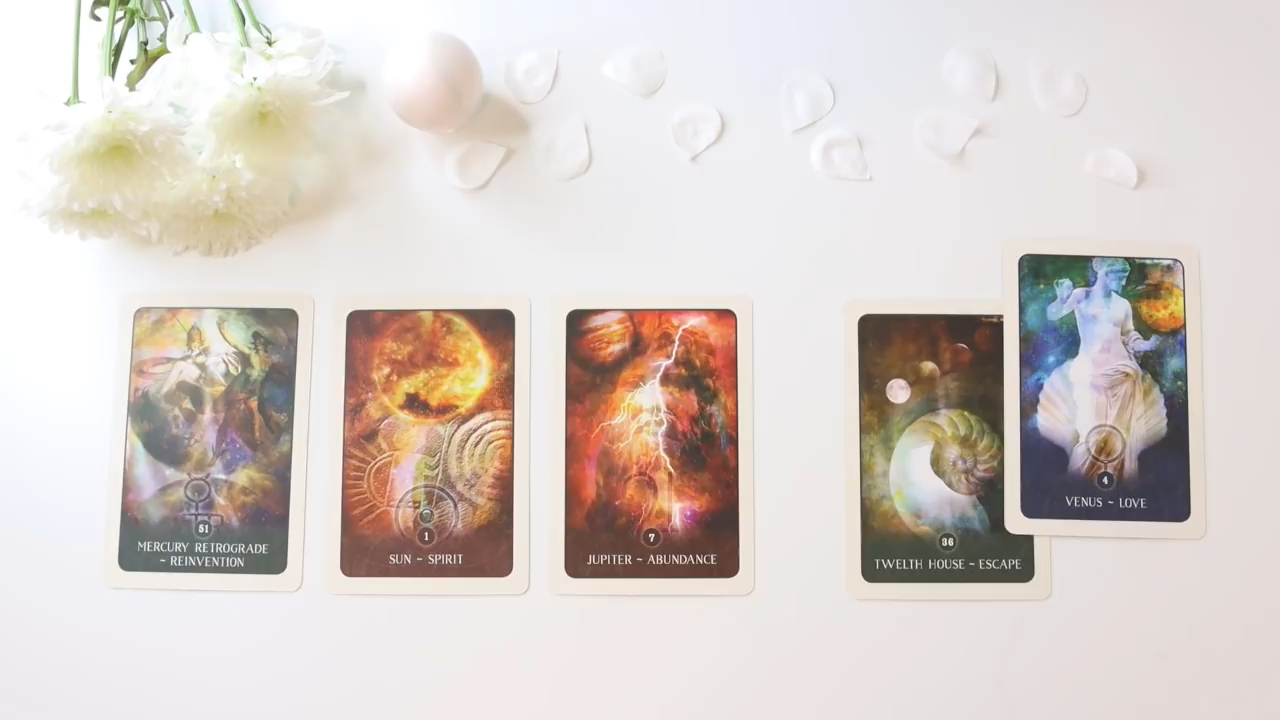 51
MERCURY RETROGRADE
~ REINVENTION
1
SUN ~ SPIRIT
7
JUPITER ~ ABUNDANCE
36
TWELTH HOUSE ~ ESCAPE
4
VENUS ~ LOVE